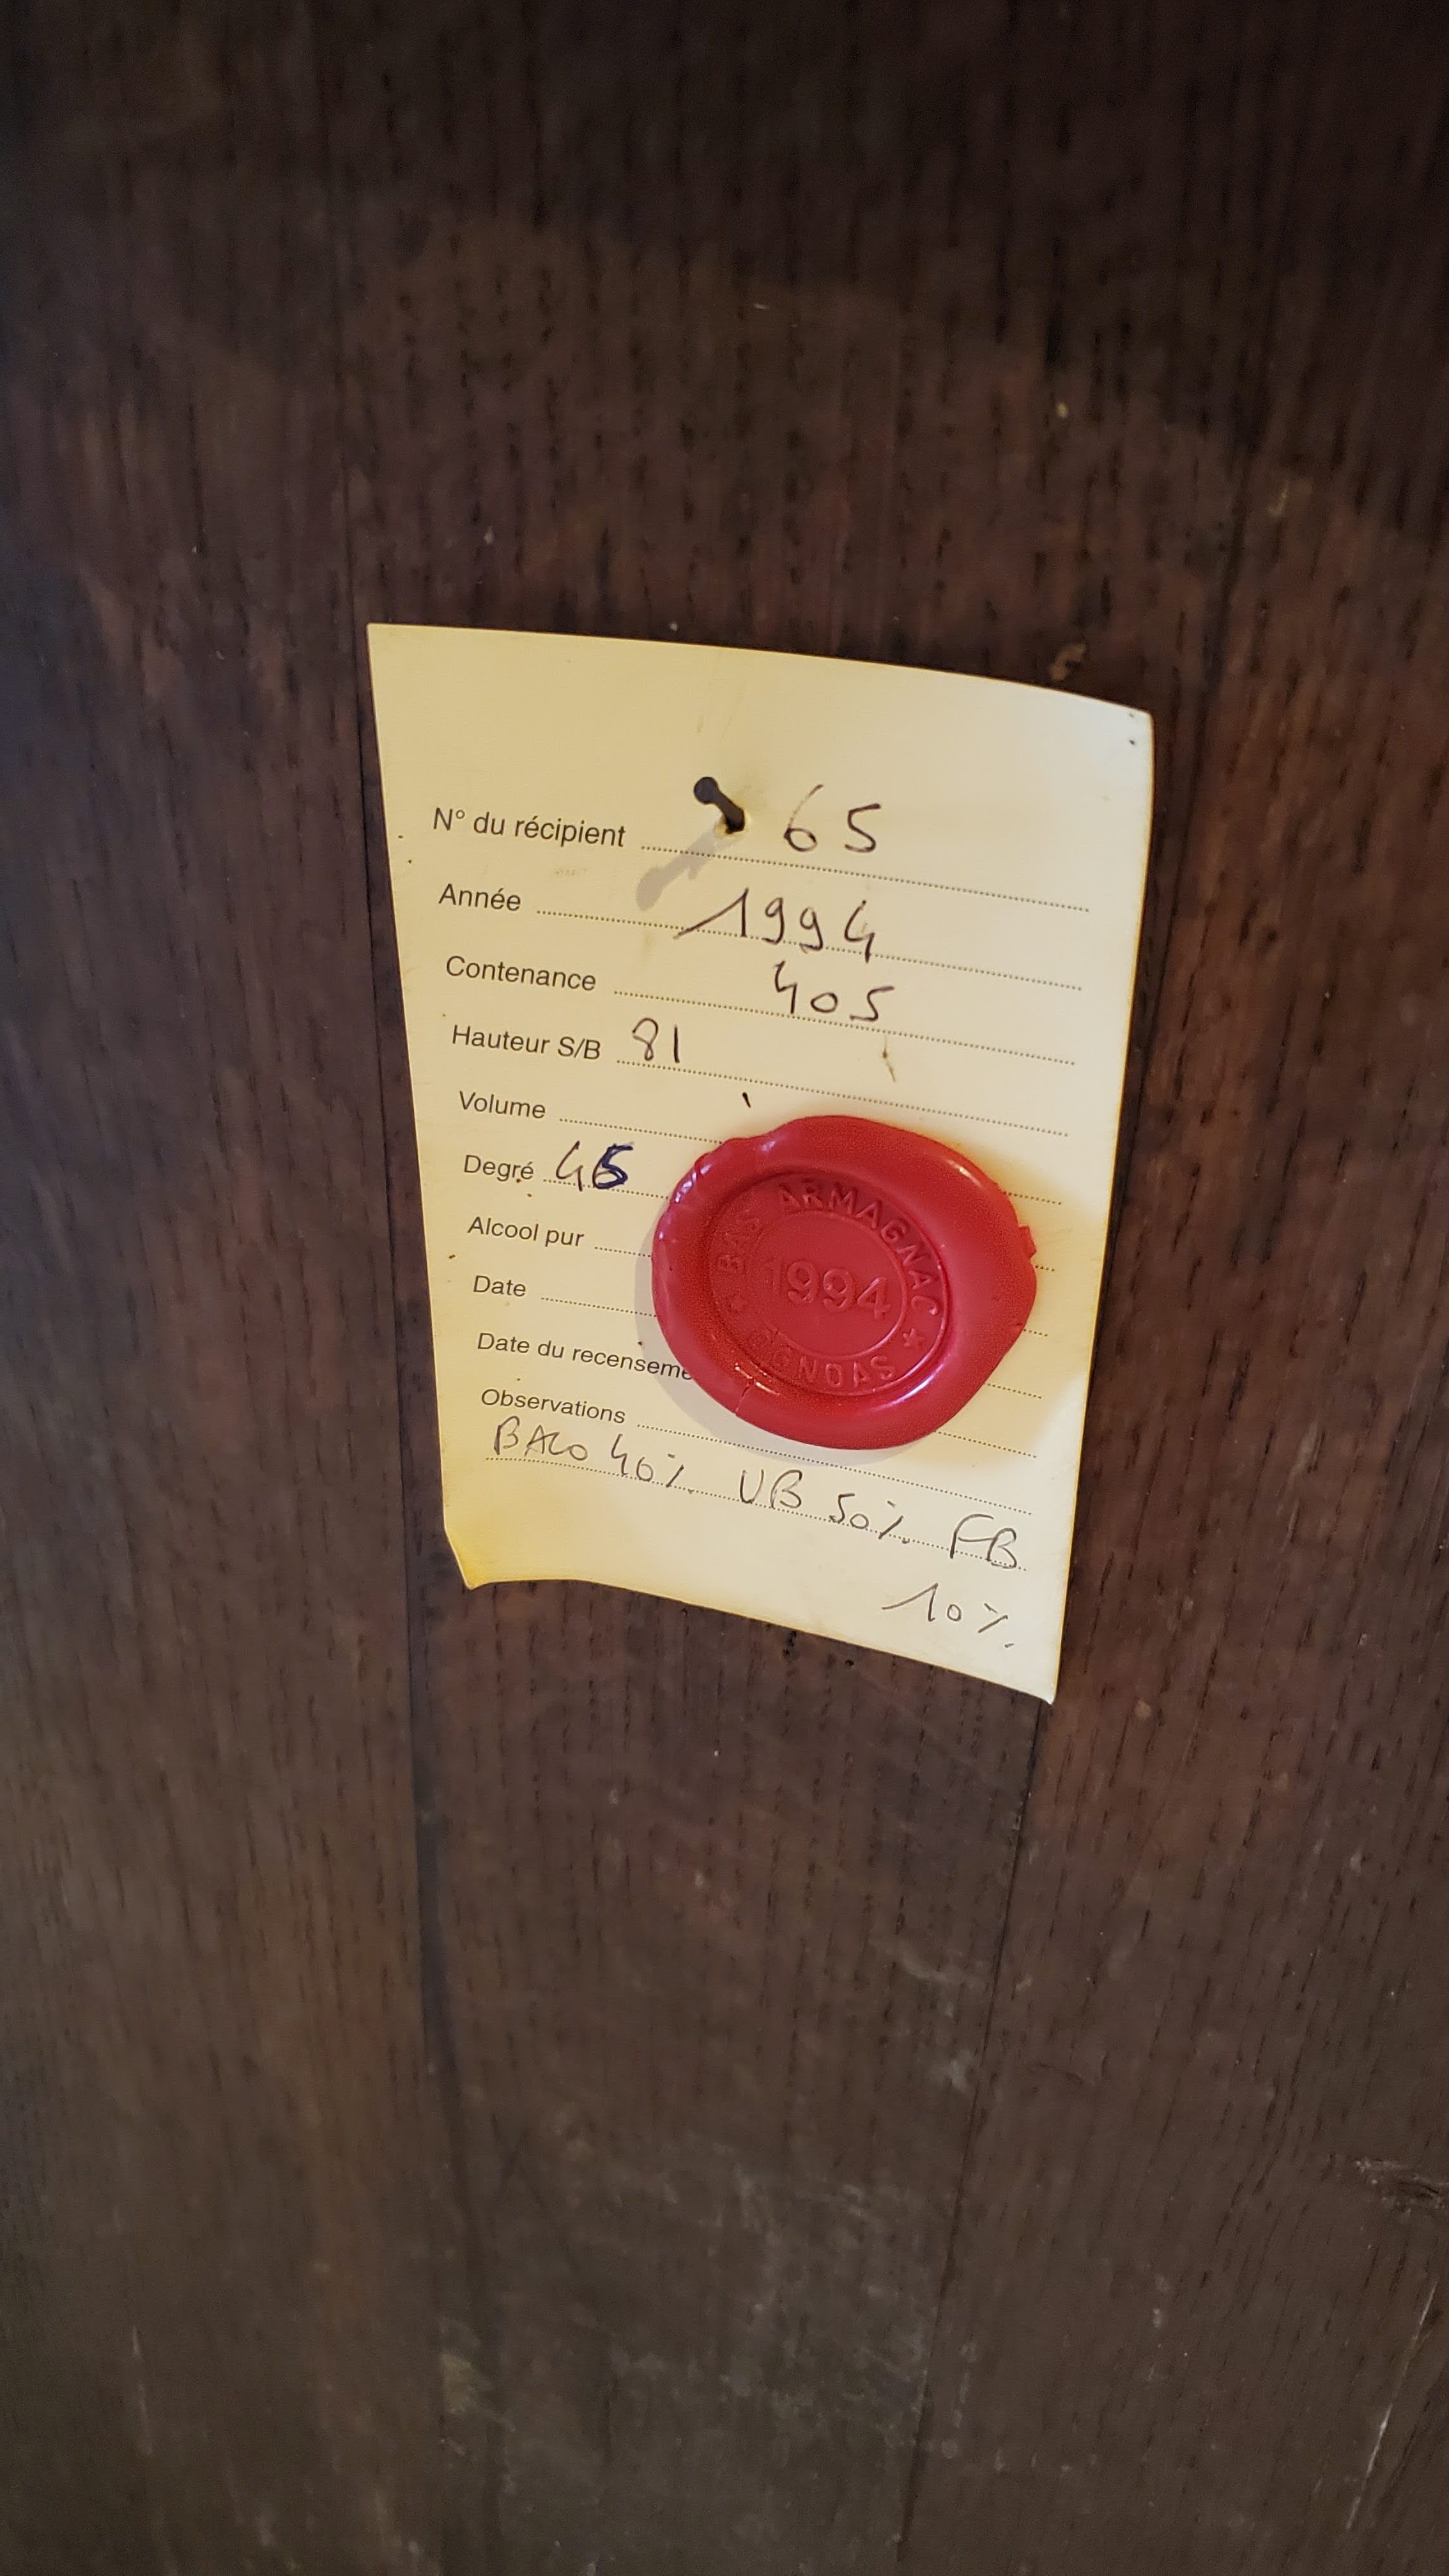 N° du récipient 65
Année 1994
Contenance 405
Hauteur S/B 81
Volume
Degré 45
Alcool pur
Date
Date du recenseme
Observations
BACO 40% UB 50% FB
10%
BAS ARMAGNAC
1994
OGNOAS